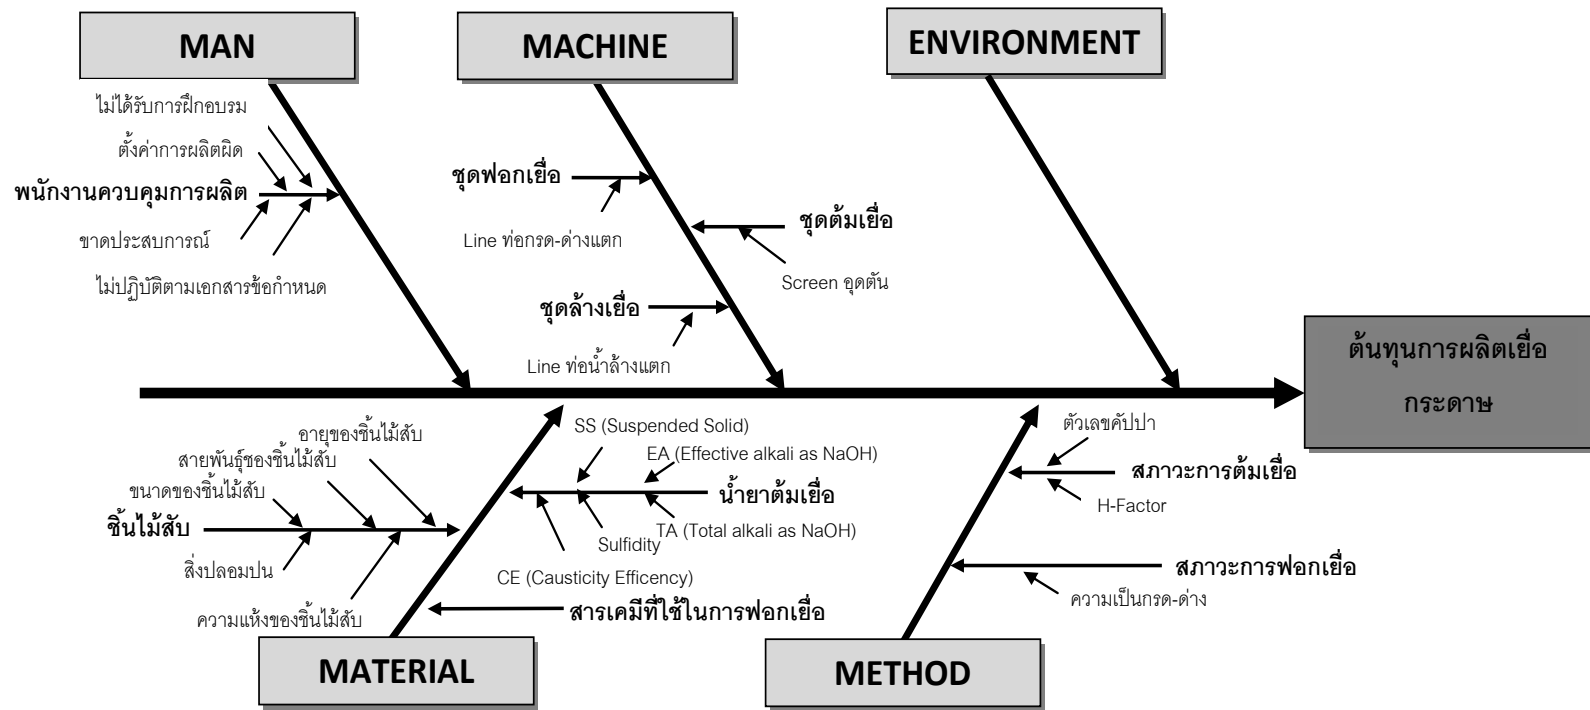 MAN
MACHINE
ENVIRONMENT
ไม่ได้รับการฝึกอบรม
ตั้งค่าการผลิตผิด
พนักงานควบคุมการผลิต
ขาดประสบการณ์
ไม่ปฏิบัติตามเอกสารข้อกำหนด
ชุดฟอกเยื่อ
Line ท่อกรด-ด่างแตก
ชุดต้มเยื่อ
Screen อุดตัน
ชุดล้างเยื่อ
Line ท่อน้ำล้างแตก
ต้นทุนการผลิตเยื่อ
กระดาษ
อายุของชิ้นไม้สับ
สายพันธุ์ของชิ้นไม้สับ
ขนาดของชิ้นไม้สับ
ชิ้นไม้สับ
สิ่งปลอมปน
ความแห้งของชิ้นไม้สับ
SS (Suspended Solid)
EA (Effective alkali as NaOH)
น้ำยาต้มเยื่อ
TA (Total alkali as NaOH)
Sulfidity
CE (Causticity Efficency)
สารเคมีที่ใช้ในการฟอกเยื่อ
ตัวเลขคัปปา
สภาวะการต้มเยื่อ
H-Factor
สภาวะการฟอกเยื่อ
ความเป็นกรด-ด่าง
MATERIAL
METHOD